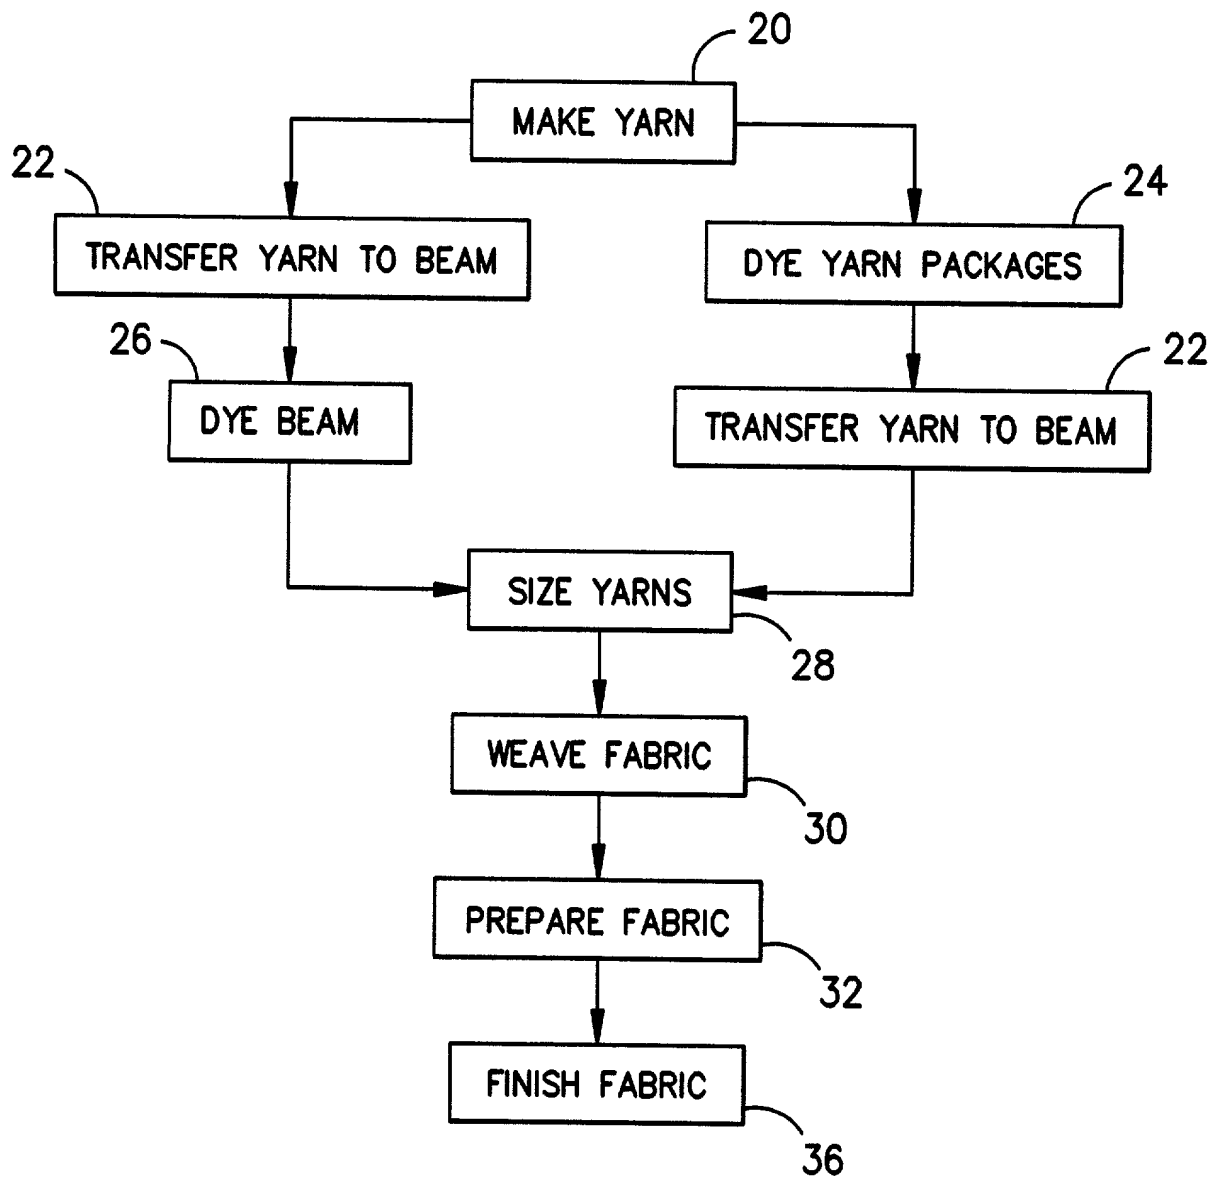 20
MAKE YARN
22
TRANSFER YARN TO BEAM
24
DYE YARN PACKAGES
26
DYE BEAM
22
TRANSFER YARN TO BEAM
SIZE YARNS
28
WEAVE FABRIC
30
PREPARE FABRIC
32
FINISH FABRIC
36